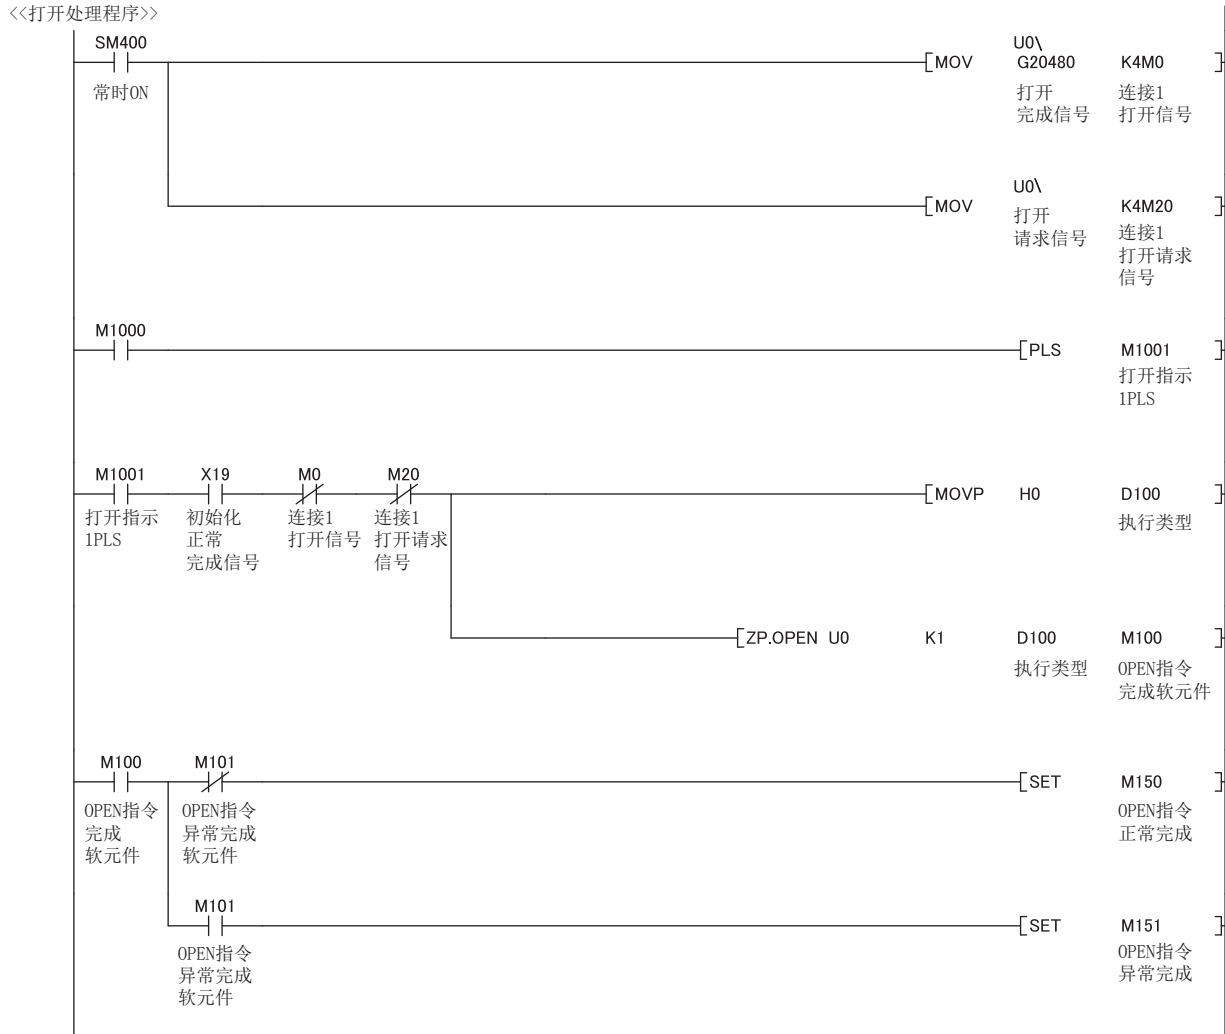 <<打开处理程序>>
SM400
常时ON
MOV
U0\
G20480
K4M0
打开
完成信号
连接1
打开信号
MOV
U0\
K4M20
打开
请求信号
连接1
打开请求
信号
M1000
PLS M1001
打开指示
1PLS
M1001 X19 M0 M20
MOVP H0 D100
执行类型
打开指示
1PLS
初始化
正常
完成信号
连接1
打开信号
连接1
打开请求
信号
ZP.OPEN U0 K1 D100 M100
执行类型
OPEN指令
完成软元件
M100 M101
SET M150
OPEN指令
完成
软元件
OPEN指令
异常完成
软元件
OPEN指令
正常完成
M101
SET M151
OPEN指令
异常完成
软元件
OPEN指令
异常完成